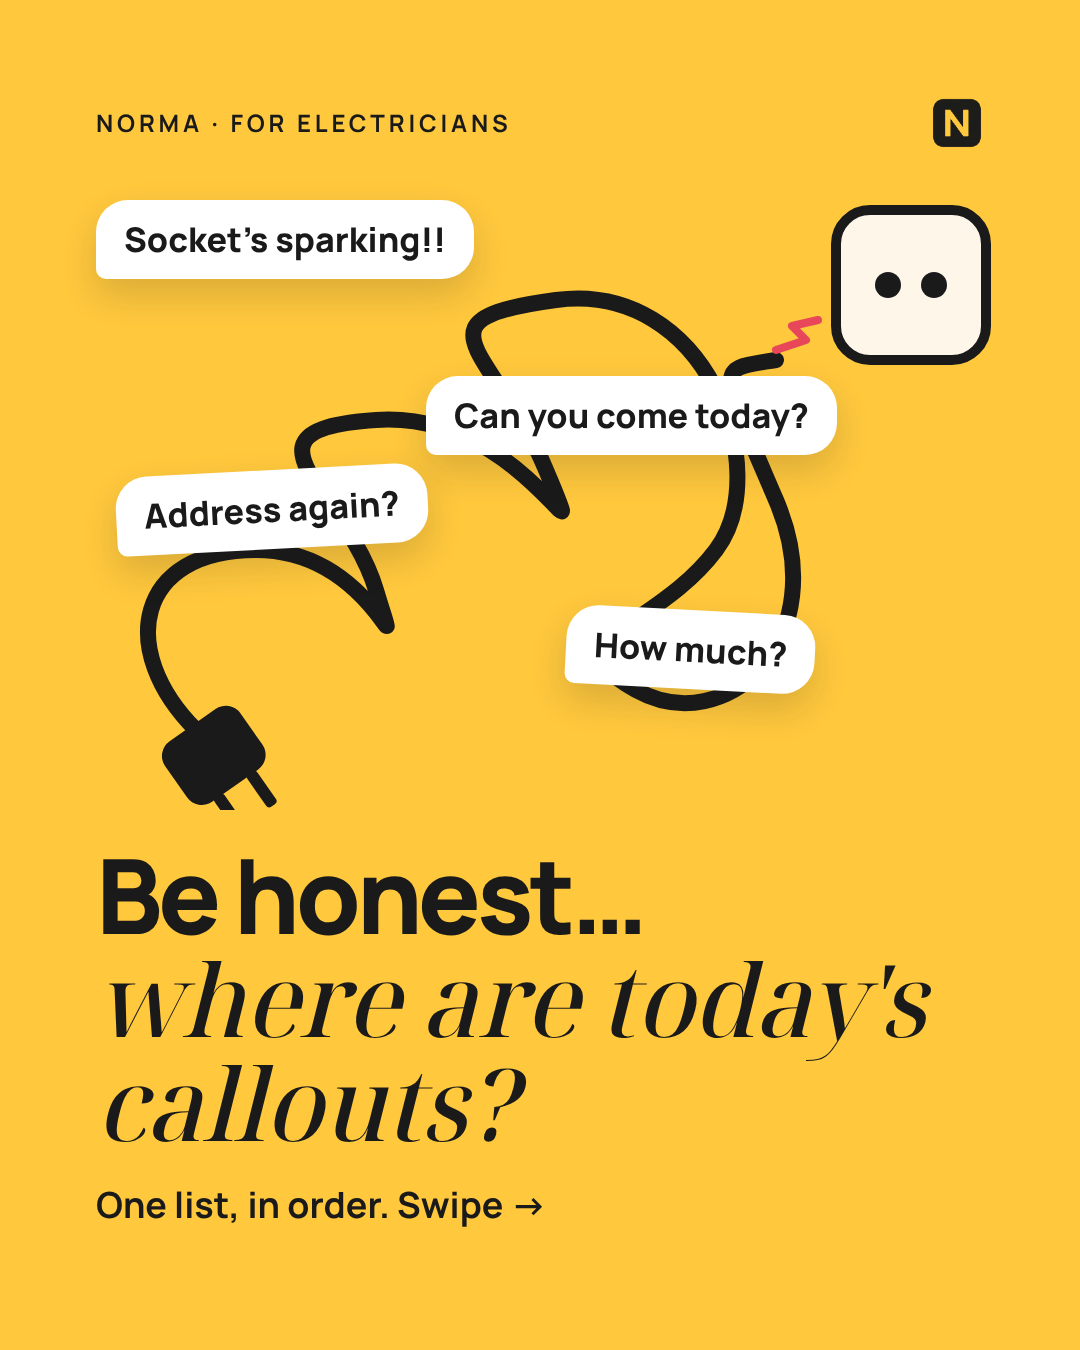 NORMA · FOR ELECTRICIANS
N
Socket’s sparking!!
Can you come today?
Address again?
How much?
Be honest...
where are today's
callouts?
One list, in order. Swipe →